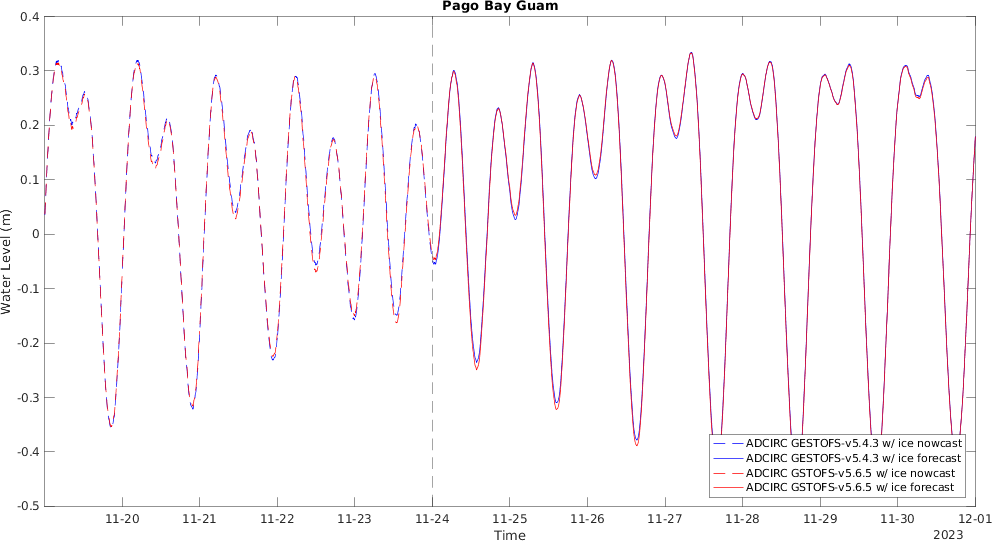 Pago Bay Guam
0.4
0.3
0.2
0.1
0
-0.1
-0.2
-0.3
-0.4
-0.5
Water Level (m)
ADCIRC GESTOFS-v5.4.3 w/ ice nowcast
ADCIRC GESTOFS-v5.4.3 w/ ice forecast
ADCIRC GSTOFS-v5.6.5 w/ ice nowcast
ADCIRC GSTOFS-v5.6.5 w/ ice forecast
11-20 11-21 11-22 11-23 11-24 11-25 11-26 11-27 11-28 11-29 11-30 12-01
Time
2023